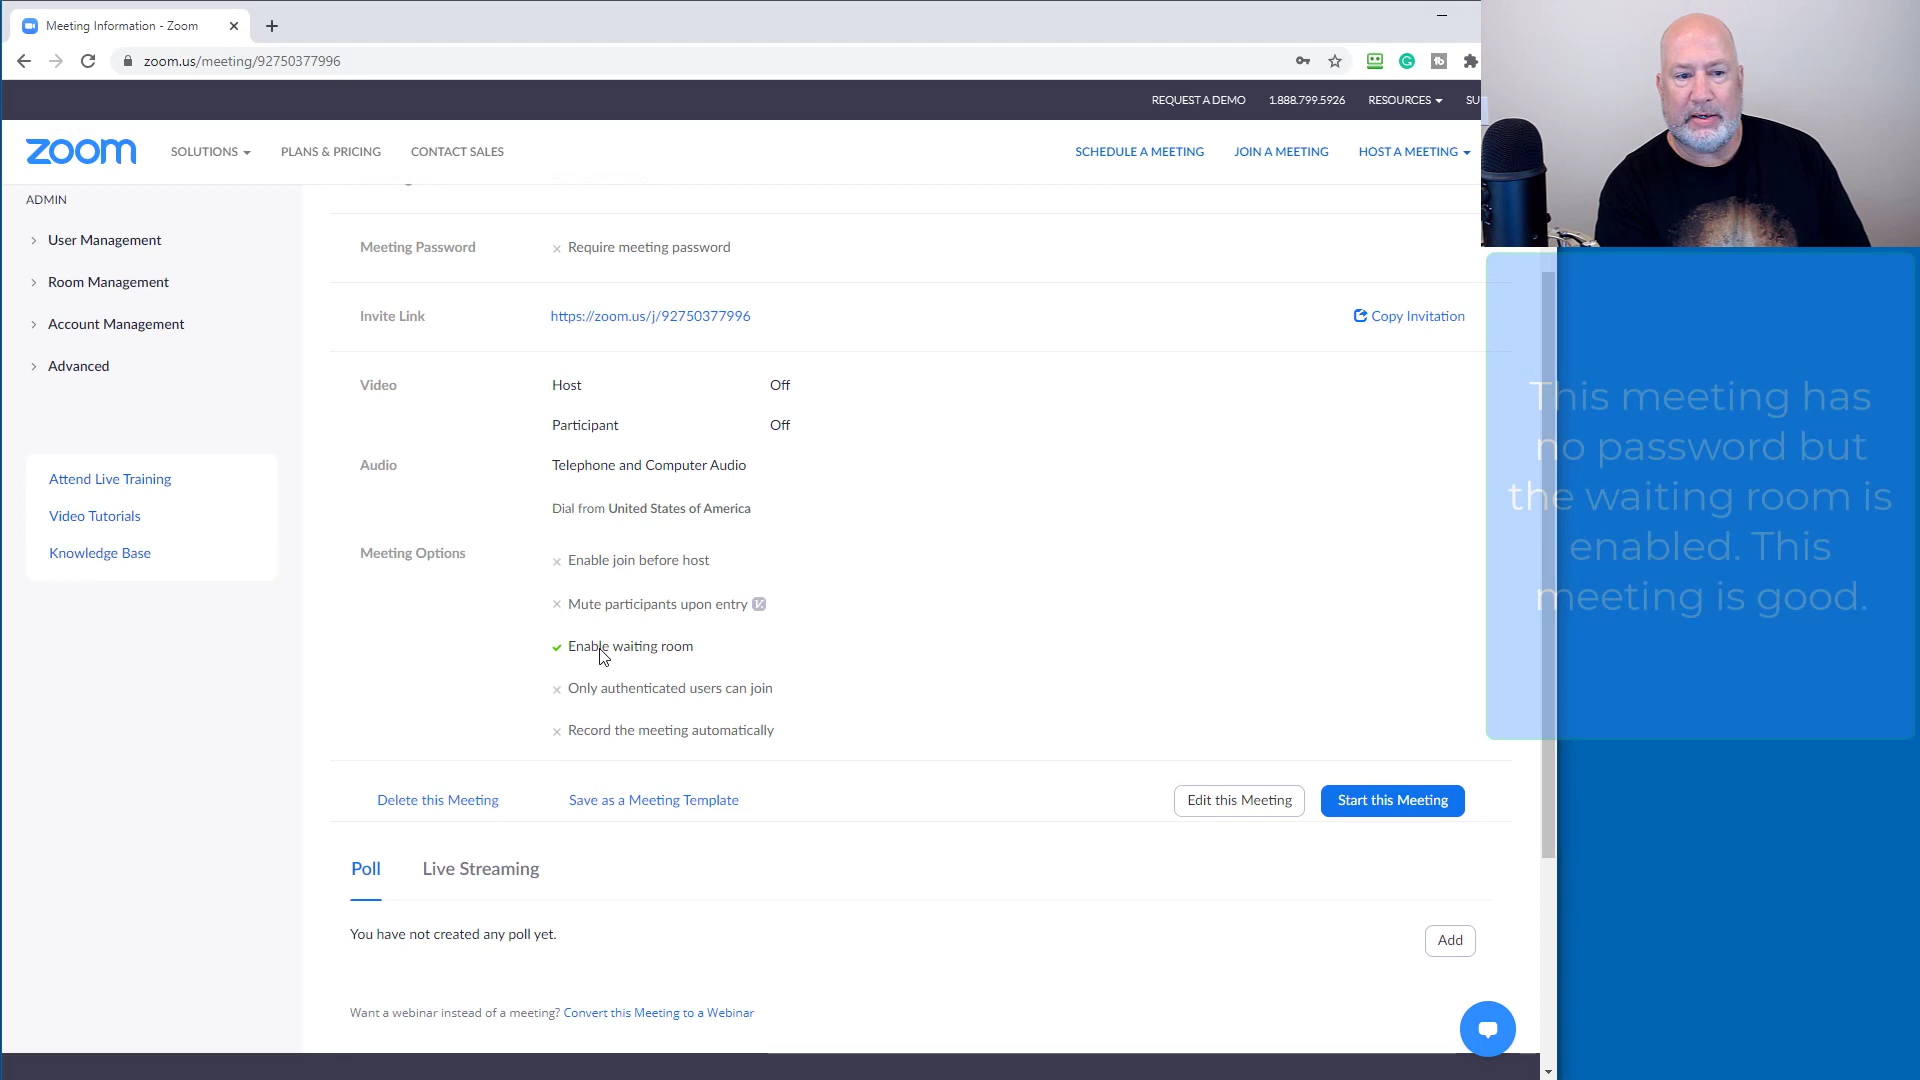 Meeting Information - Zoom
zoom.us/meeting/92750377996
REQUEST A DEMO 1.888.799.5926 RESOURCES SU
zoom SOLUTIONS PLANS & PRICING CONTACT SALES SCHEDULE A MEETING JOIN A MEETING HOST A MEETING
ADMIN
User Management
Room Management
Account Management
Advanced
Attend Live Training
Video Tutorials
Knowledge Base
Meeting Password Require meeting password
Invite Link https://zoom.us/j/92750377996 Copy Invitation
Video Host Off
Participant Off
Audio Telephone and Computer Audio
Dial from United States of America
Meeting Options Enable join before host
Mute participants upon entry
Enable waiting room
Only authenticated users can join
Record the meeting automatically
Delete this Meeting Save as a Meeting Template Edit this Meeting Start this Meeting
Poll Live Streaming
You have not created any poll yet. Add
Want a webinar instead of a meeting? Convert this Meeting to a Webinar
This meeting has
no password but
the waiting room is
enabled. This
meeting is good.